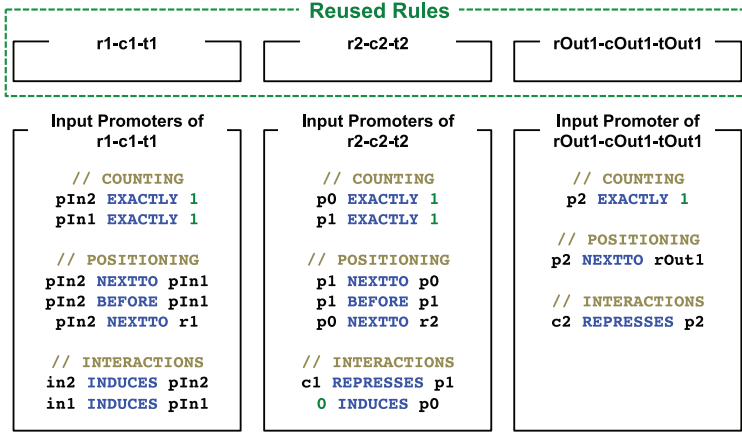 Reused Rules
r1-c1-t1
r2-c2-t2
rOut1-cOut1-tOut1
Input Promoters of
r1-c1-t1
// COUNTING
pIn2 EXACTLY 1
pIn1 EXACTLY 1
// POSITIONING
pIn2 NEXTTO pIn1
pIn2 BEFORE pIn1
pIn2 NEXTTO r1
// INTERACTIONS
in2 INDUCES pIn2
in1 INDUCES pIn1
Input Promoters of
r2-c2-t2
// COUNTING
p0 EXACTLY 1
p1 EXACTLY 1
// POSITIONING
p1 NEXTTO p0
p1 BEFORE p1
p0 NEXTTO r2
// INTERACTIONS
c1 REPRESSES p1
0 INDUCES p0
Input Promoter of
rOut1-cOut1-tOut1
// COUNTING
p2 EXACTLY 1
// POSITIONING
p2 NEXTTO rOut1
// INTERACTIONS
c2 REPRESSES p2